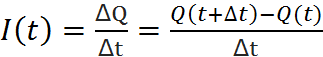 I(t) = ΔQ/Δt = (Q(t+Δt)−Q(t))/Δt